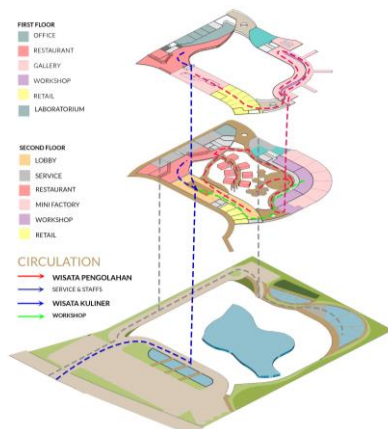 FIRST FLOOR
OFFICE
RESTAURANT
GALLERY
WORKSHOP
RETAIL
LABORATORIUM
SECOND FLOOR
LOBBY
SERVICE
RESTAURANT
MINI FACTORY
WORKSHOP
RETAIL
CIRCULATION
WISATA PENGOLAHAN
SERVICE & STAFFS
WISATA KULINER
WORKSHOP